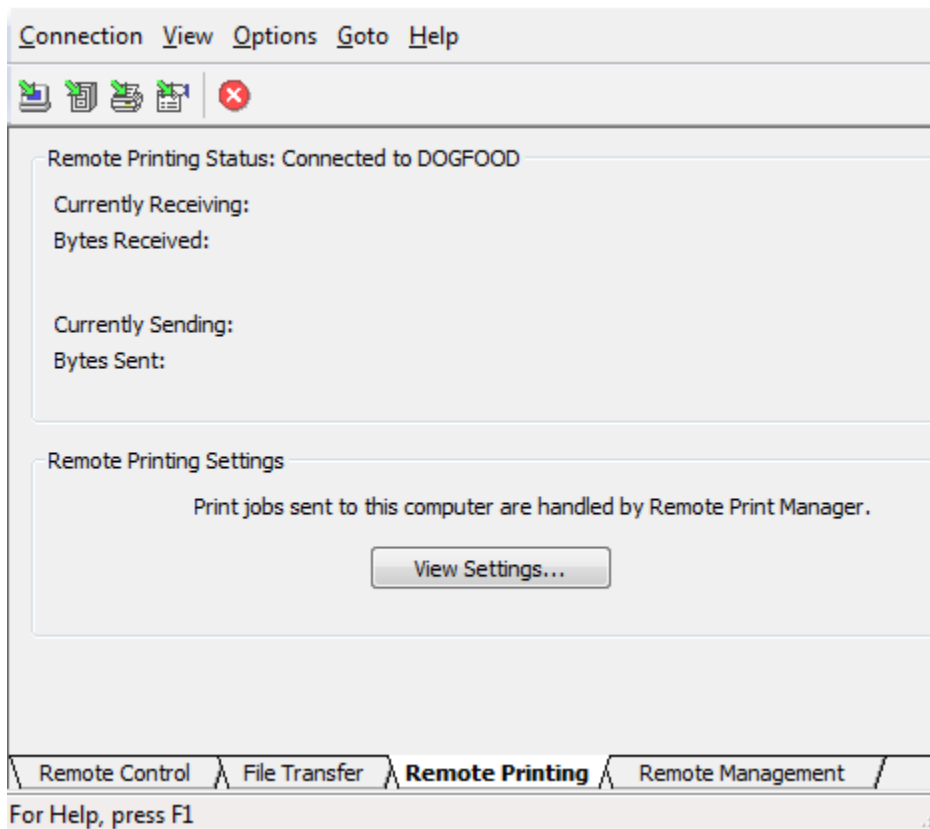 Connection View Options Goto Help
Remote Printing Status: Connected to DOGFOOD
Currently Receiving:
Bytes Received:
Currently Sending:
Bytes Sent:
Remote Printing Settings
Print jobs sent to this computer are handled by Remote Print Manager.
View Settings...
Remote Control File Transfer Remote Printing Remote Management
For Help, press F1